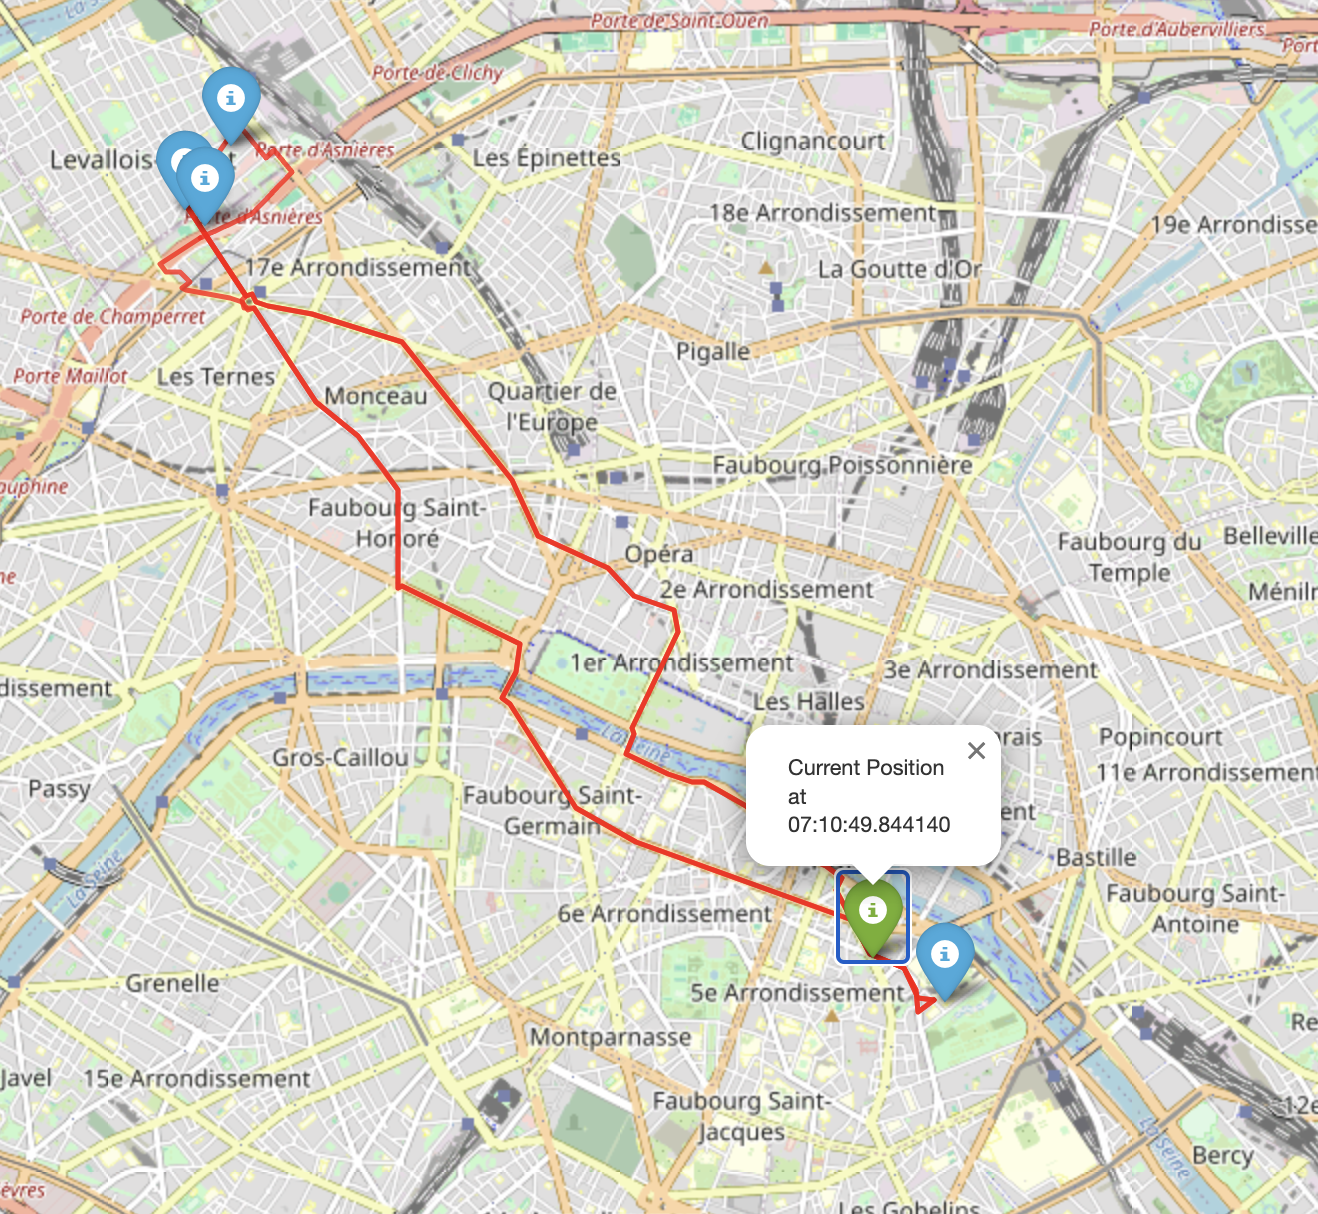 La S
Porte de Saint-Ouen
Porte d'Aubervilliers
Port
Porte de Clichy
Levallois
t
Porte d'Asnières
Les Épinettes
Clignancourt
Porte d'Asnières
18e Arrondissement
19e Arrondisse
17e Arrondissement
La Goutte d'Or
Porte de Champerret
Pigalle
Porte Maillot
Les Ternes
Monceau
Quartier de
l'Europe
Faubourg Poissonnière
auphine
Faubourg Saint-
Honoré
Opéra
Faubourg du
Temple
Belleville
ne
2e Arrondissement
Ménilr
1er Arrondissement
3e Arrondissement
dissement
Les Halles
La Seine
arais
Popincourt
Gros-Caillou
Passy
11e Arrondissement
Current Position
at
07:10:49.844140
Faubourg Saint-
Germain
ent
Bastille
La Seine
6e Arrondissement
Faubourg Saint-
Antoine
Grenelle
5e Arrondissement
Montparnasse
Re
Javel
15e Arrondissement
Faubourg Saint-
Jacques
12e
La Seine
Bercy
èvres
Les Gobelins